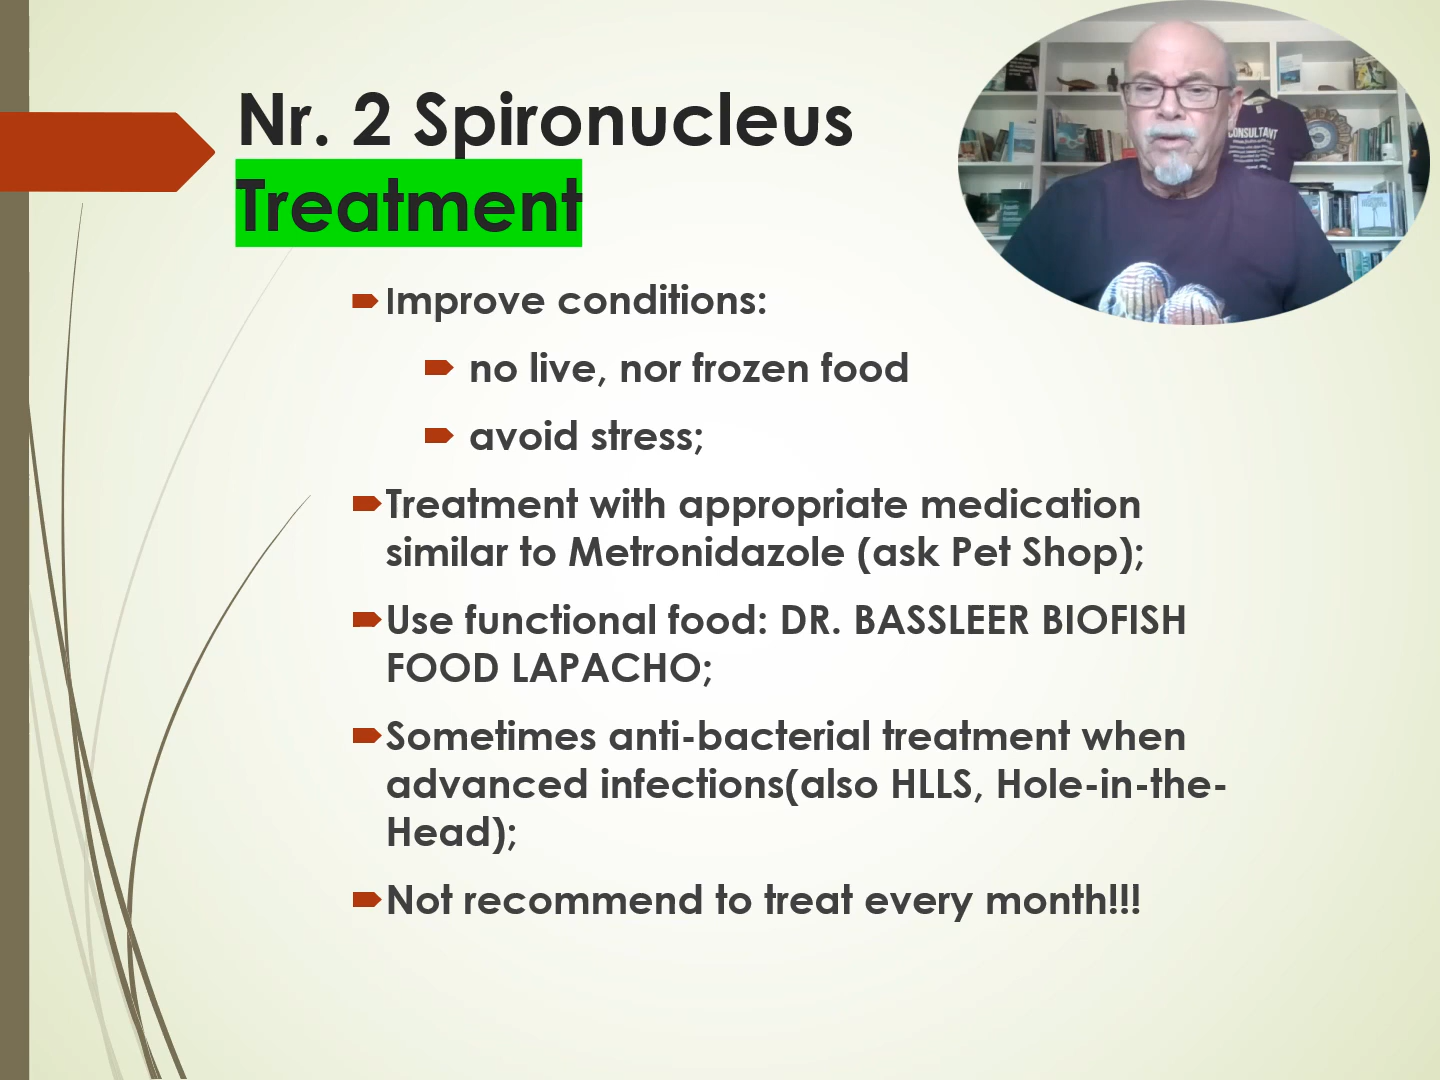 Nr. 2 Spironucleus
Treatment
CONSULTANT
Improve conditions:
no live, nor frozen food
avoid stress;
Treatment with appropriate medication
similar to Metronidazole (ask Pet Shop);
Use functional food: DR. BASSLEER BIOFISH
FOOD LAPACHO;
Sometimes anti-bacterial treatment when
advanced infections(also HLLS, Hole-in-the-
Head);
Not recommend to treat every month!!!